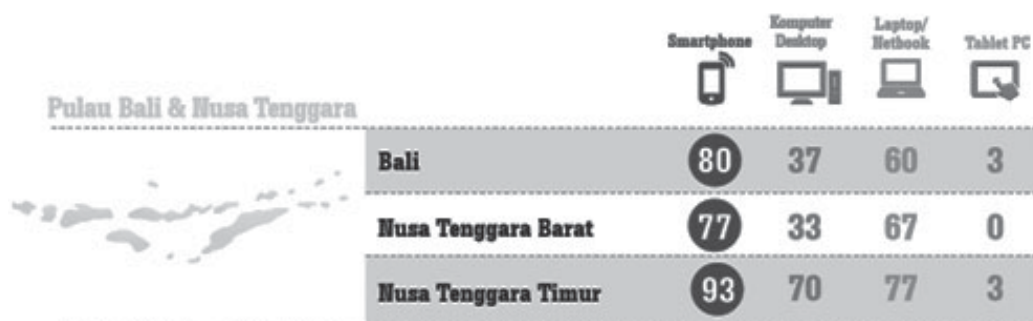 Smartphone Komputer Desktop Laptop/ Netbook Tablet PC
Pulau Bali & Nusa Tenggara
Bali 80 37 60 3
Nusa Tenggara Barat 77 33 67 0
Nusa Tenggara Timur 93 70 77 3